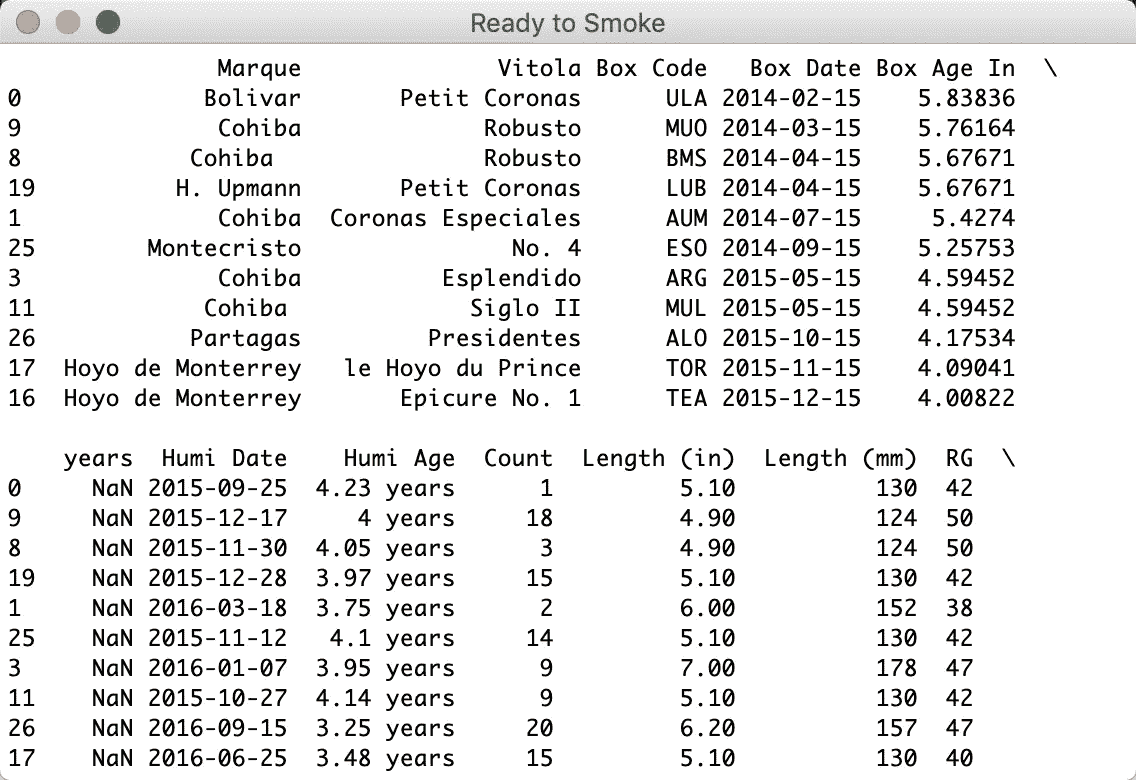 Ready to Smoke
Marque Vitola Box Code Box Date Box Age In \
0 Bolivar Petit Coronas ULA 2014-02-15 5.83836
9 Cohiba Robusto MUO 2014-03-15 5.76164
8 Cohiba Robusto BMS 2014-04-15 5.67671
19 H. Upmann Petit Coronas LUB 2014-04-15 5.67671
1 Cohiba Coronas Especiales AUM 2014-07-15 5.4274
25 Montecristo No. 4 ESO 2014-09-15 5.25753
3 Cohiba Esplendido ARG 2015-05-15 4.59452
11 Cohiba Siglo II MUL 2015-05-15 4.59452
26 Partagas Presidentes ALO 2015-10-15 4.17534
17 Hoyo de Monterrey le Hoyo du Prince TOR 2015-11-15 4.09041
16 Hoyo de Monterrey Epicure No. 1 TEA 2015-12-15 4.00822
years Humi Date Humi Age Count Length (in) Length (mm) RG \
0 NaN 2015-09-25 4.23 years 1 5.10 130 42
9 NaN 2015-12-17 4 years 18 4.90 124 50
8 NaN 2015-11-30 4.05 years 3 4.90 124 50
19 NaN 2015-12-28 3.97 years 15 5.10 130 42
1 NaN 2016-03-18 3.75 years 2 6.00 152 38
25 NaN 2015-11-12 4.1 years 14 5.10 130 42
3 NaN 2016-01-07 3.95 years 9 7.00 178 47
11 NaN 2015-10-27 4.14 years 9 5.10 130 42
26 NaN 2016-09-15 3.25 years 20 6.20 157 47
17 NaN 2016-06-25 3.48 years 15 5.10 130 40